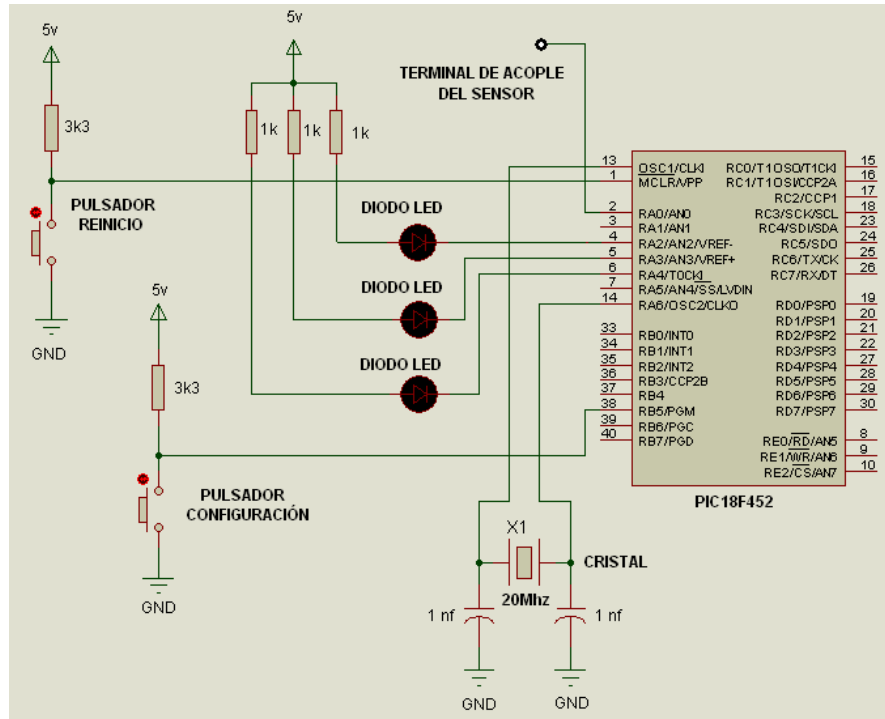 5v
5v
TERMINAL DE ACOPLE
DEL SENSOR
3k3
1k
1k
1k
PULSADOR
REINICIO
DIODO LED
DIODO LED
DIODO LED
GND
5v
3k3
PULSADOR
CONFIGURACIÓN
GND
13 OSC1/CLKI
1 MCLR/VPP
2 RA0/AN0
3 RA1/AN1
4 RA2/AN2/VREF-
5 RA3/AN3/VREF+
6 RA4/T0CKI
7 RA5/AN4/SS/LVDIN
14 RA6/OSC2/CLKO
33 RB0/INT0
34 RB1/INT1
35 RB2/INT2
36 RB3/CCP2B
37 RB4
38 RB5/PGM
39 RB6/PGC
40 RB7/PGD
RC0/T1OSO/T1CKI 15
RC1/T1OSI/CCP2A 16
RC2/CCP1 17
RC3/SCK/SCL 18
RC4/SDI/SDA 23
RC5/SDO 24
RC6/TX/CK 25
RC7/RX/DT 26
RD0/PSP0 19
RD1/PSP1 20
RD2/PSP2 21
RD3/PSP3 22
RD4/PSP4 27
RD5/PSP5 28
RD6/PSP6 29
RD7/PSP7 30
RE0/RD/AN5 8
RE1/WR/AN6 9
RE2/CS/AN7 10
PIC18F452
X1
CRISTAL
20Mhz
1 nf
1 nf
GND
GND